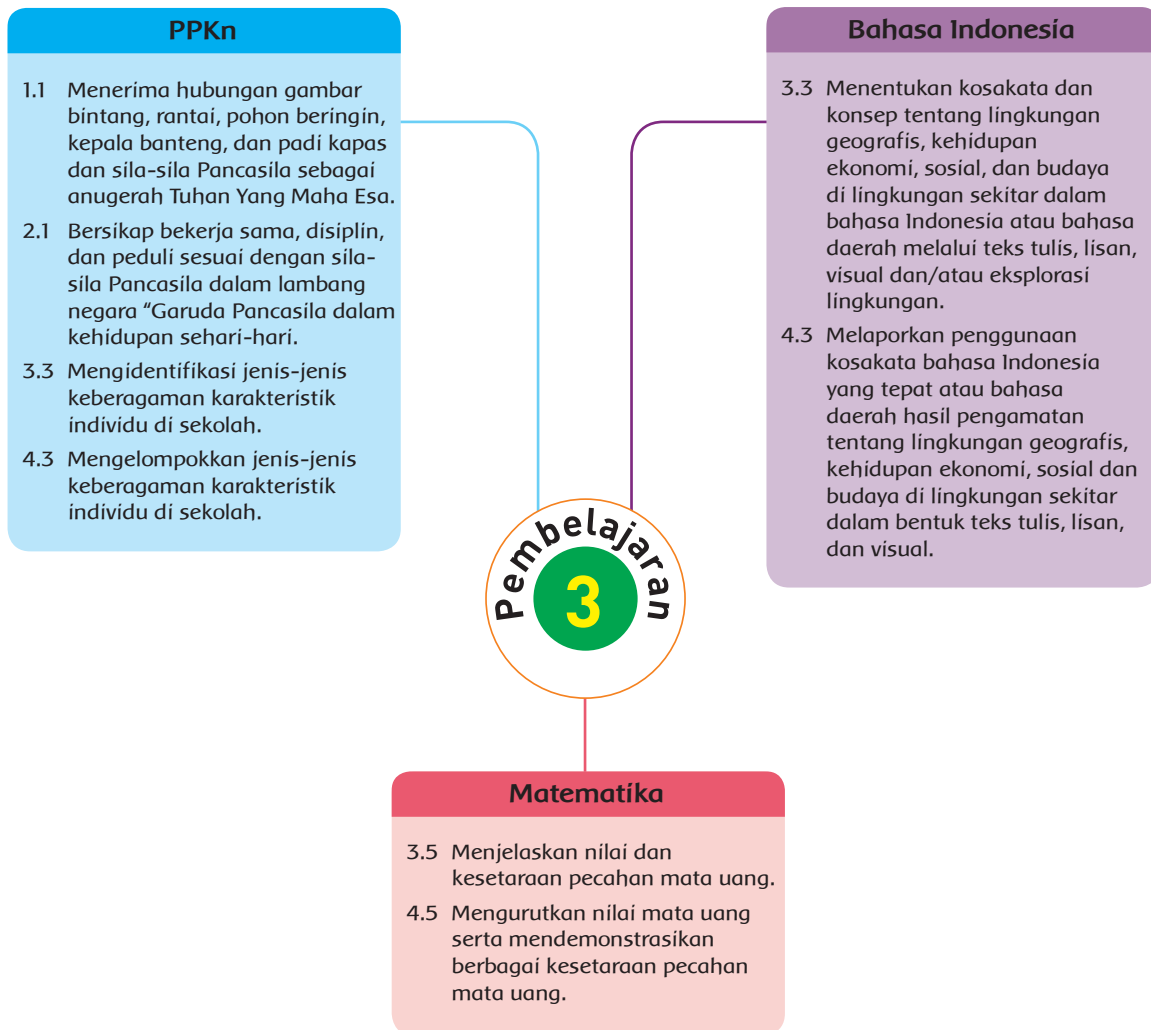 PPKn
1.1 Menerima hubungan gambar
bintang, rantai, pohon beringin,
kepala banteng, dan padi kapas
dan sila-sila Pancasila sebagai
anugerah Tuhan Yang Maha Esa.
2.1 Bersikap bekerja sama, disiplin,
dan peduli sesuai dengan sila-
sila Pancasila dalam lambang
negara “Garuda Pancasila dalam
kehidupan sehari-hari.
3.3 Mengidentifikasi jenis-jenis
keberagaman karakteristik
individu di sekolah.
4.3 Mengelompokkan jenis-jenis
keberagaman karakteristik
individu di sekolah.
Bahasa Indonesia
3.3 Menentukan kosakata dan
konsep tentang lingkungan
geografis, kehidupan
ekonomi, sosial, dan budaya
di lingkungan sekitar dalam
bahasa Indonesia atau bahasa
daerah melalui teks tulis, lisan,
visual dan/atau eksplorasi
lingkungan.
4.3 Melaporkan penggunaan
kosakata bahasa Indonesia
yang tepat atau bahasa
daerah hasil pengamatan
tentang lingkungan geografis,
kehidupan ekonomi, sosial dan
budaya di lingkungan sekitar
dalam bentuk teks tulis, lisan,
dan visual.
Pembelajaran
3
Matematika
3.5 Menjelaskan nilai dan
kesetaraan pecahan mata uang.
4.5 Mengurutkan nilai mata uang
serta mendemonstrasikan
berbagai kesetaraan pecahan
mata uang.